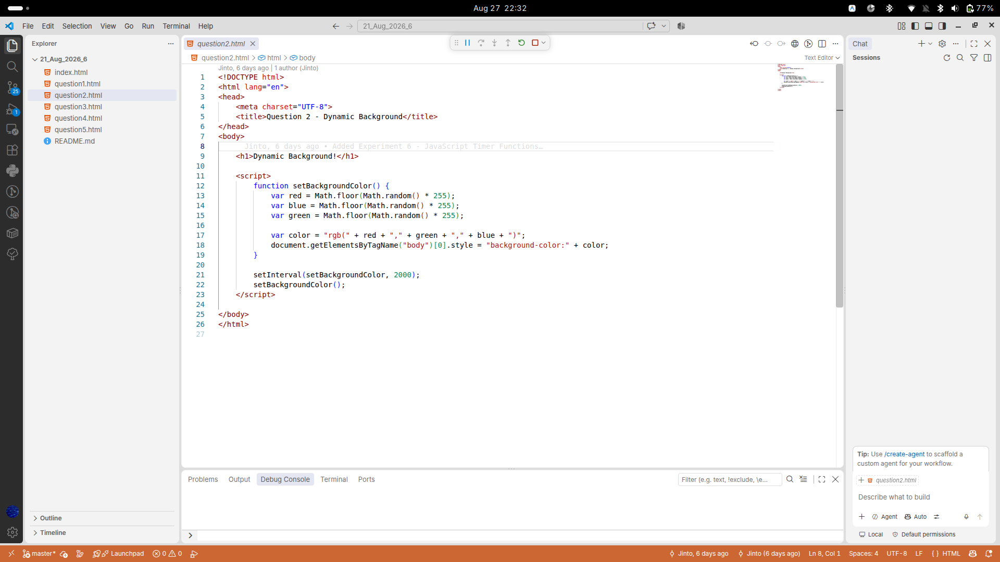 Aug 27 22:32
77%
File Edit Selection View Go Run Terminal Help
21_Aug_2026_6
Explorer
21_Aug_2026_6
index.html
question1.html
question2.html
question3.html
question4.html
question5.html
README.md
Outline
Timeline
25
1
question2.html
question2.html > html > body
Text Editor
Jinto, 6 days ago | 1 author (Jinto)
1 <!DOCTYPE html>
2 <html lang="en">
3 <head>
4 <meta charset="UTF-8">
5 <title>Question 2 - Dynamic Background</title>
6 </head>
7 <body>
8 Jinto, 6 days ago • Added Experiment 6 - JavaScript Timer Functions…
9 <h1>Dynamic Background!</h1>
10
11 <script>
12 function setBackgroundColor() {
13 var red = Math.floor(Math.random() * 255);
14 var blue = Math.floor(Math.random() * 255);
15 var green = Math.floor(Math.random() * 255);
16
17 var color = "rgb(" + red + "," + green + "," + blue + ")";
18 document.getElementsByTagName("body")[0].style = "background-color:" + color;
19 }
20
21 setInterval(setBackgroundColor, 2000);
22 setBackgroundColor();
23 </script>
24
25 </body>
26 </html>
27
Problems Output Debug Console Terminal Ports
Filter (e.g. text, !exclude, \e...
Chat
Sessions
Tip: Use /create-agent to scaffold a
custom agent for your workflow.
question2.html
Describe what to build
Agent Auto
Local Default permissions
master* Launchpad 0 0
Jinto, 6 days ago Jinto (6 days ago) Ln 8, Col 1 Spaces: 4 UTF-8 LF { } HTML